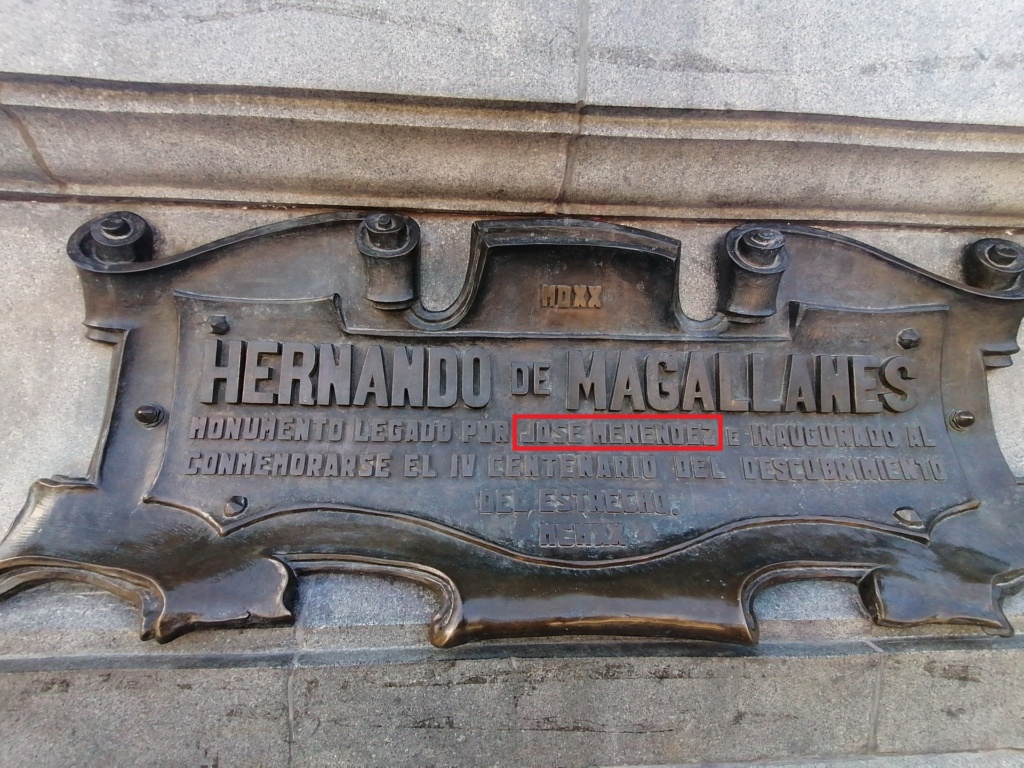 MDXX
HERNANDO DE MAGALLANES
MONUMENTO LEGADO POR JOSE MENENDEZ E INAUGURADO AL
CONMEMORARSE EL IV CENTENARIO DEL DESCUBRIMIENTO
DEL ESTRECHO.
MCMXX